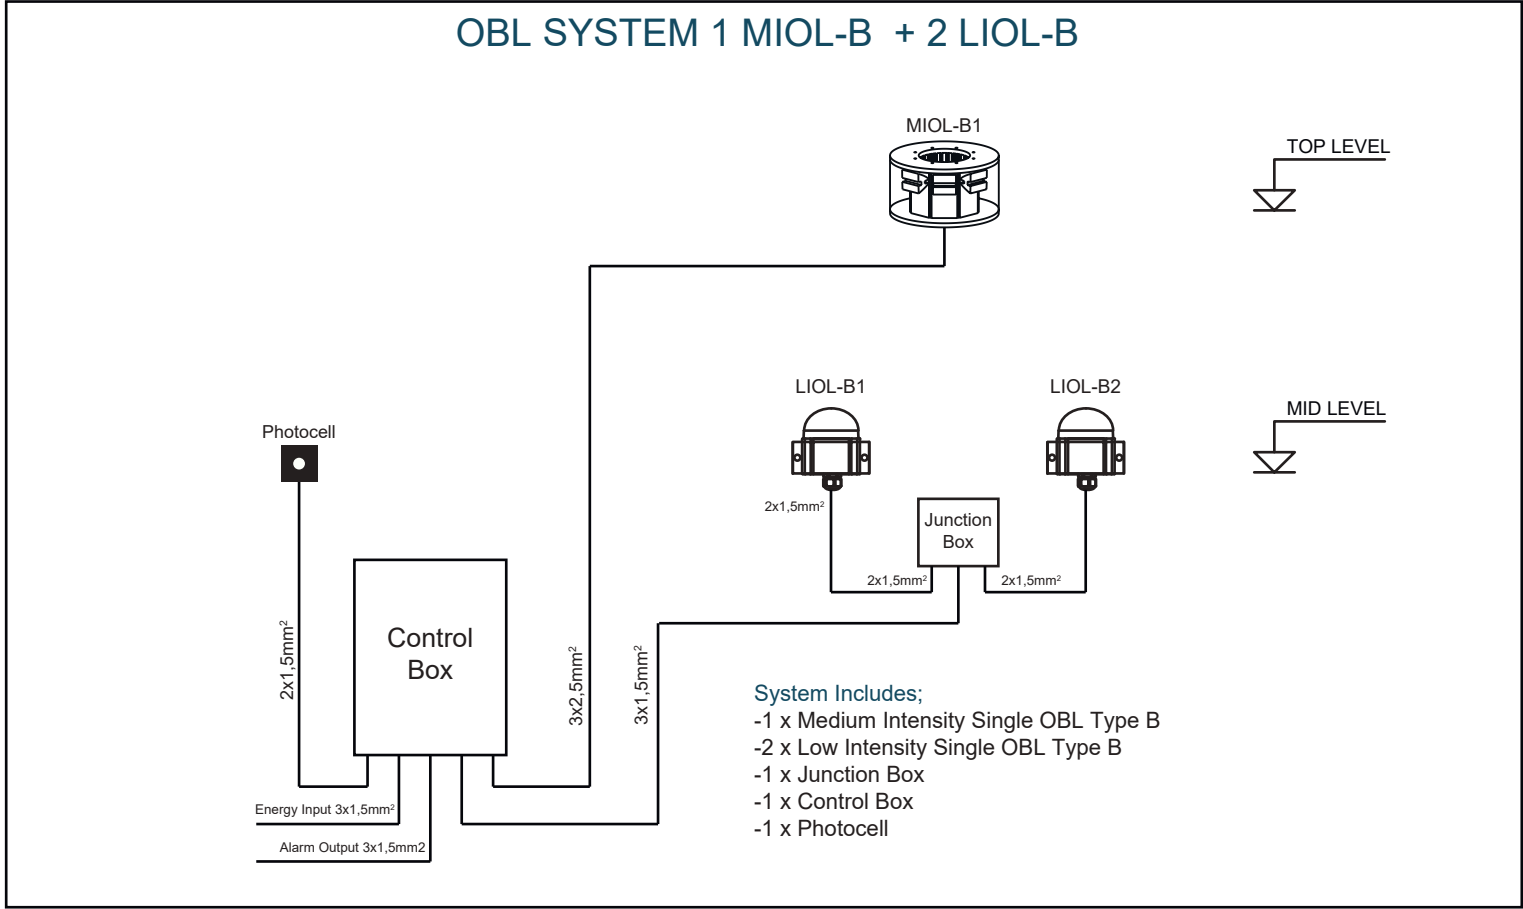 OBL SYSTEM 1 MIOL-B + 2 LIOL-B
MIOL-B1
TOP LEVEL
LIOL-B1
LIOL-B2
MID LEVEL
Photocell
2x1,5mm²
Junction
Box
2x1,5mm²
2x1,5mm²
Control
Box
2x1,5mm²
3x2,5mm²
3x1,5mm²
System Includes;
-1 x Medium Intensity Single OBL Type B
-2 x Low Intensity Single OBL Type B
-1 x Junction Box
-1 x Control Box
-1 x Photocell
Energy Input 3x1,5mm²
Alarm Output 3x1,5mm2